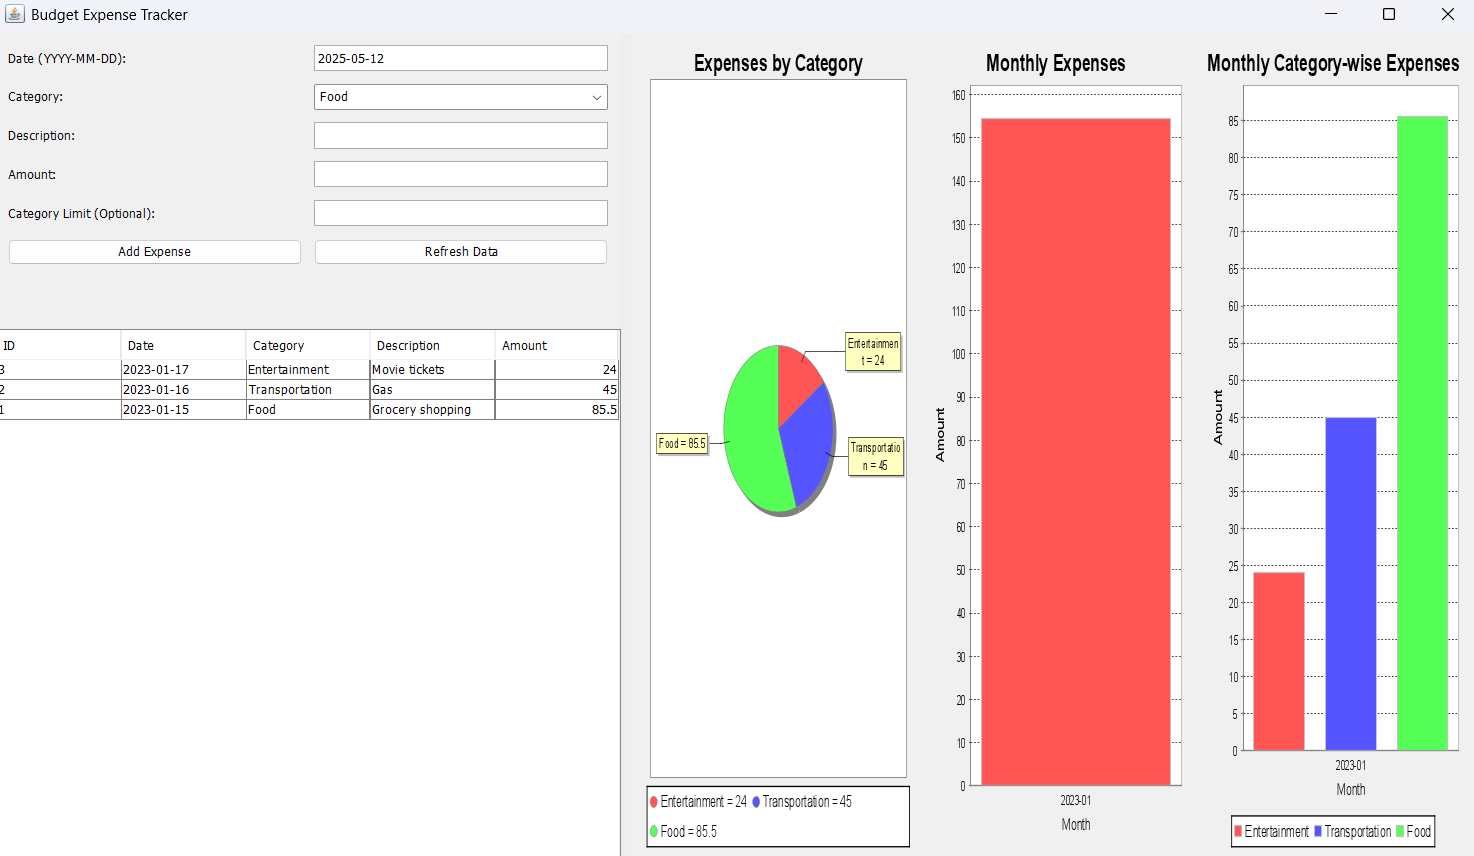 Budget Expense Tracker
Date (YYYY-MM-DD):
2025-05-12
Category:
Food
Description:
Amount:
Category Limit (Optional):
Add Expense
Refresh Data
ID Date Category Description Amount
3 2023-01-17 Entertainment Movie tickets 24
2 2023-01-16 Transportation Gas 45
1 2023-01-15 Food Grocery shopping 85.5
Expenses by Category
Entertainmen
t = 24
Food = 85.5
Transportatio
n = 45
Entertainment = 24 Transportation = 45
Food = 85.5
Monthly Expenses
160
150
140
130
120
110
100
90
80
70
60
50
40
30
20
10
0
Amount
2023-01
Month
Monthly Category-wise Expenses
85
80
75
70
65
60
55
50
45
40
35
30
25
20
15
10
5
0
Amount
2023-01
Month
Entertainment Transportation Food